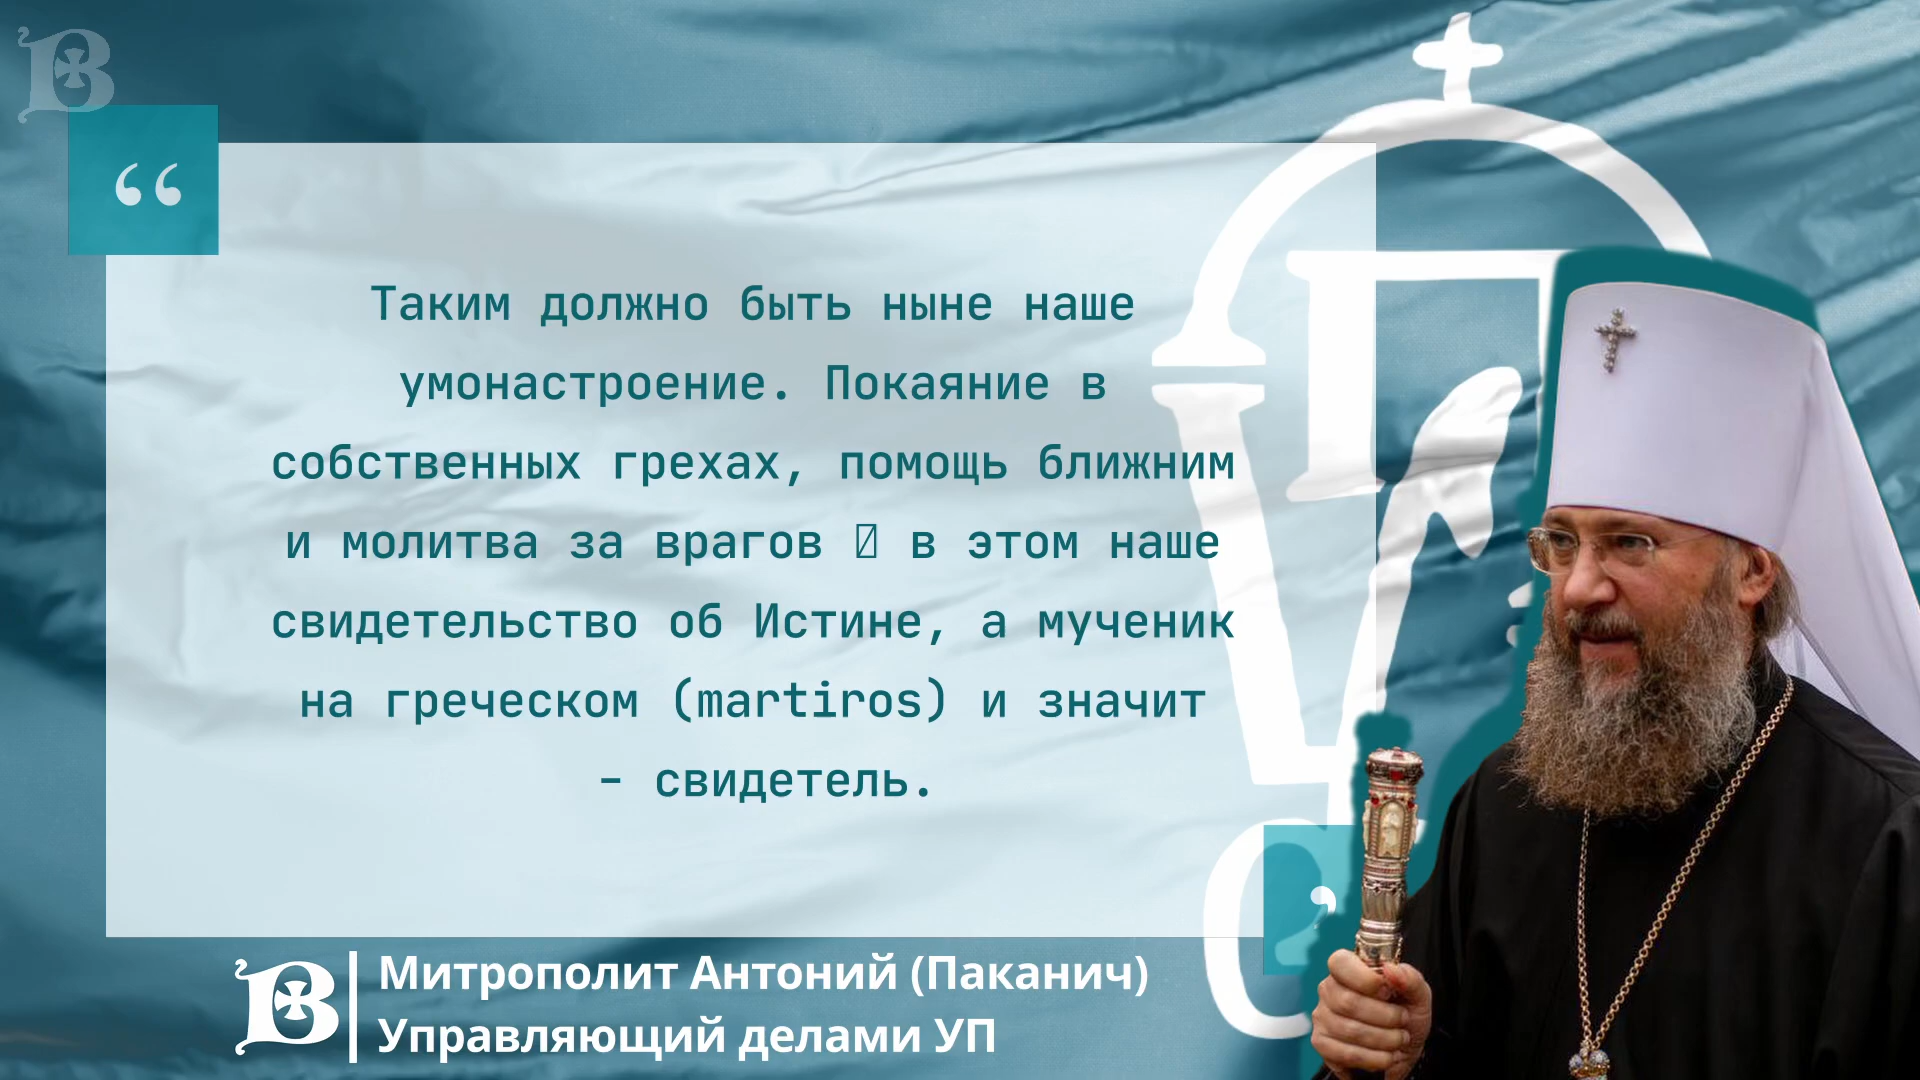 “
Таким должно быть ныне наше
умонастроение. Покаяние в
собственных грехах, помощь ближним
и молитва за врагов в этом наше
свидетельство об Истине, а мученик
на греческом (martiros) и значит
– свидетель.
Митрополит Антоний (Паканич)
Управляющий делами УП